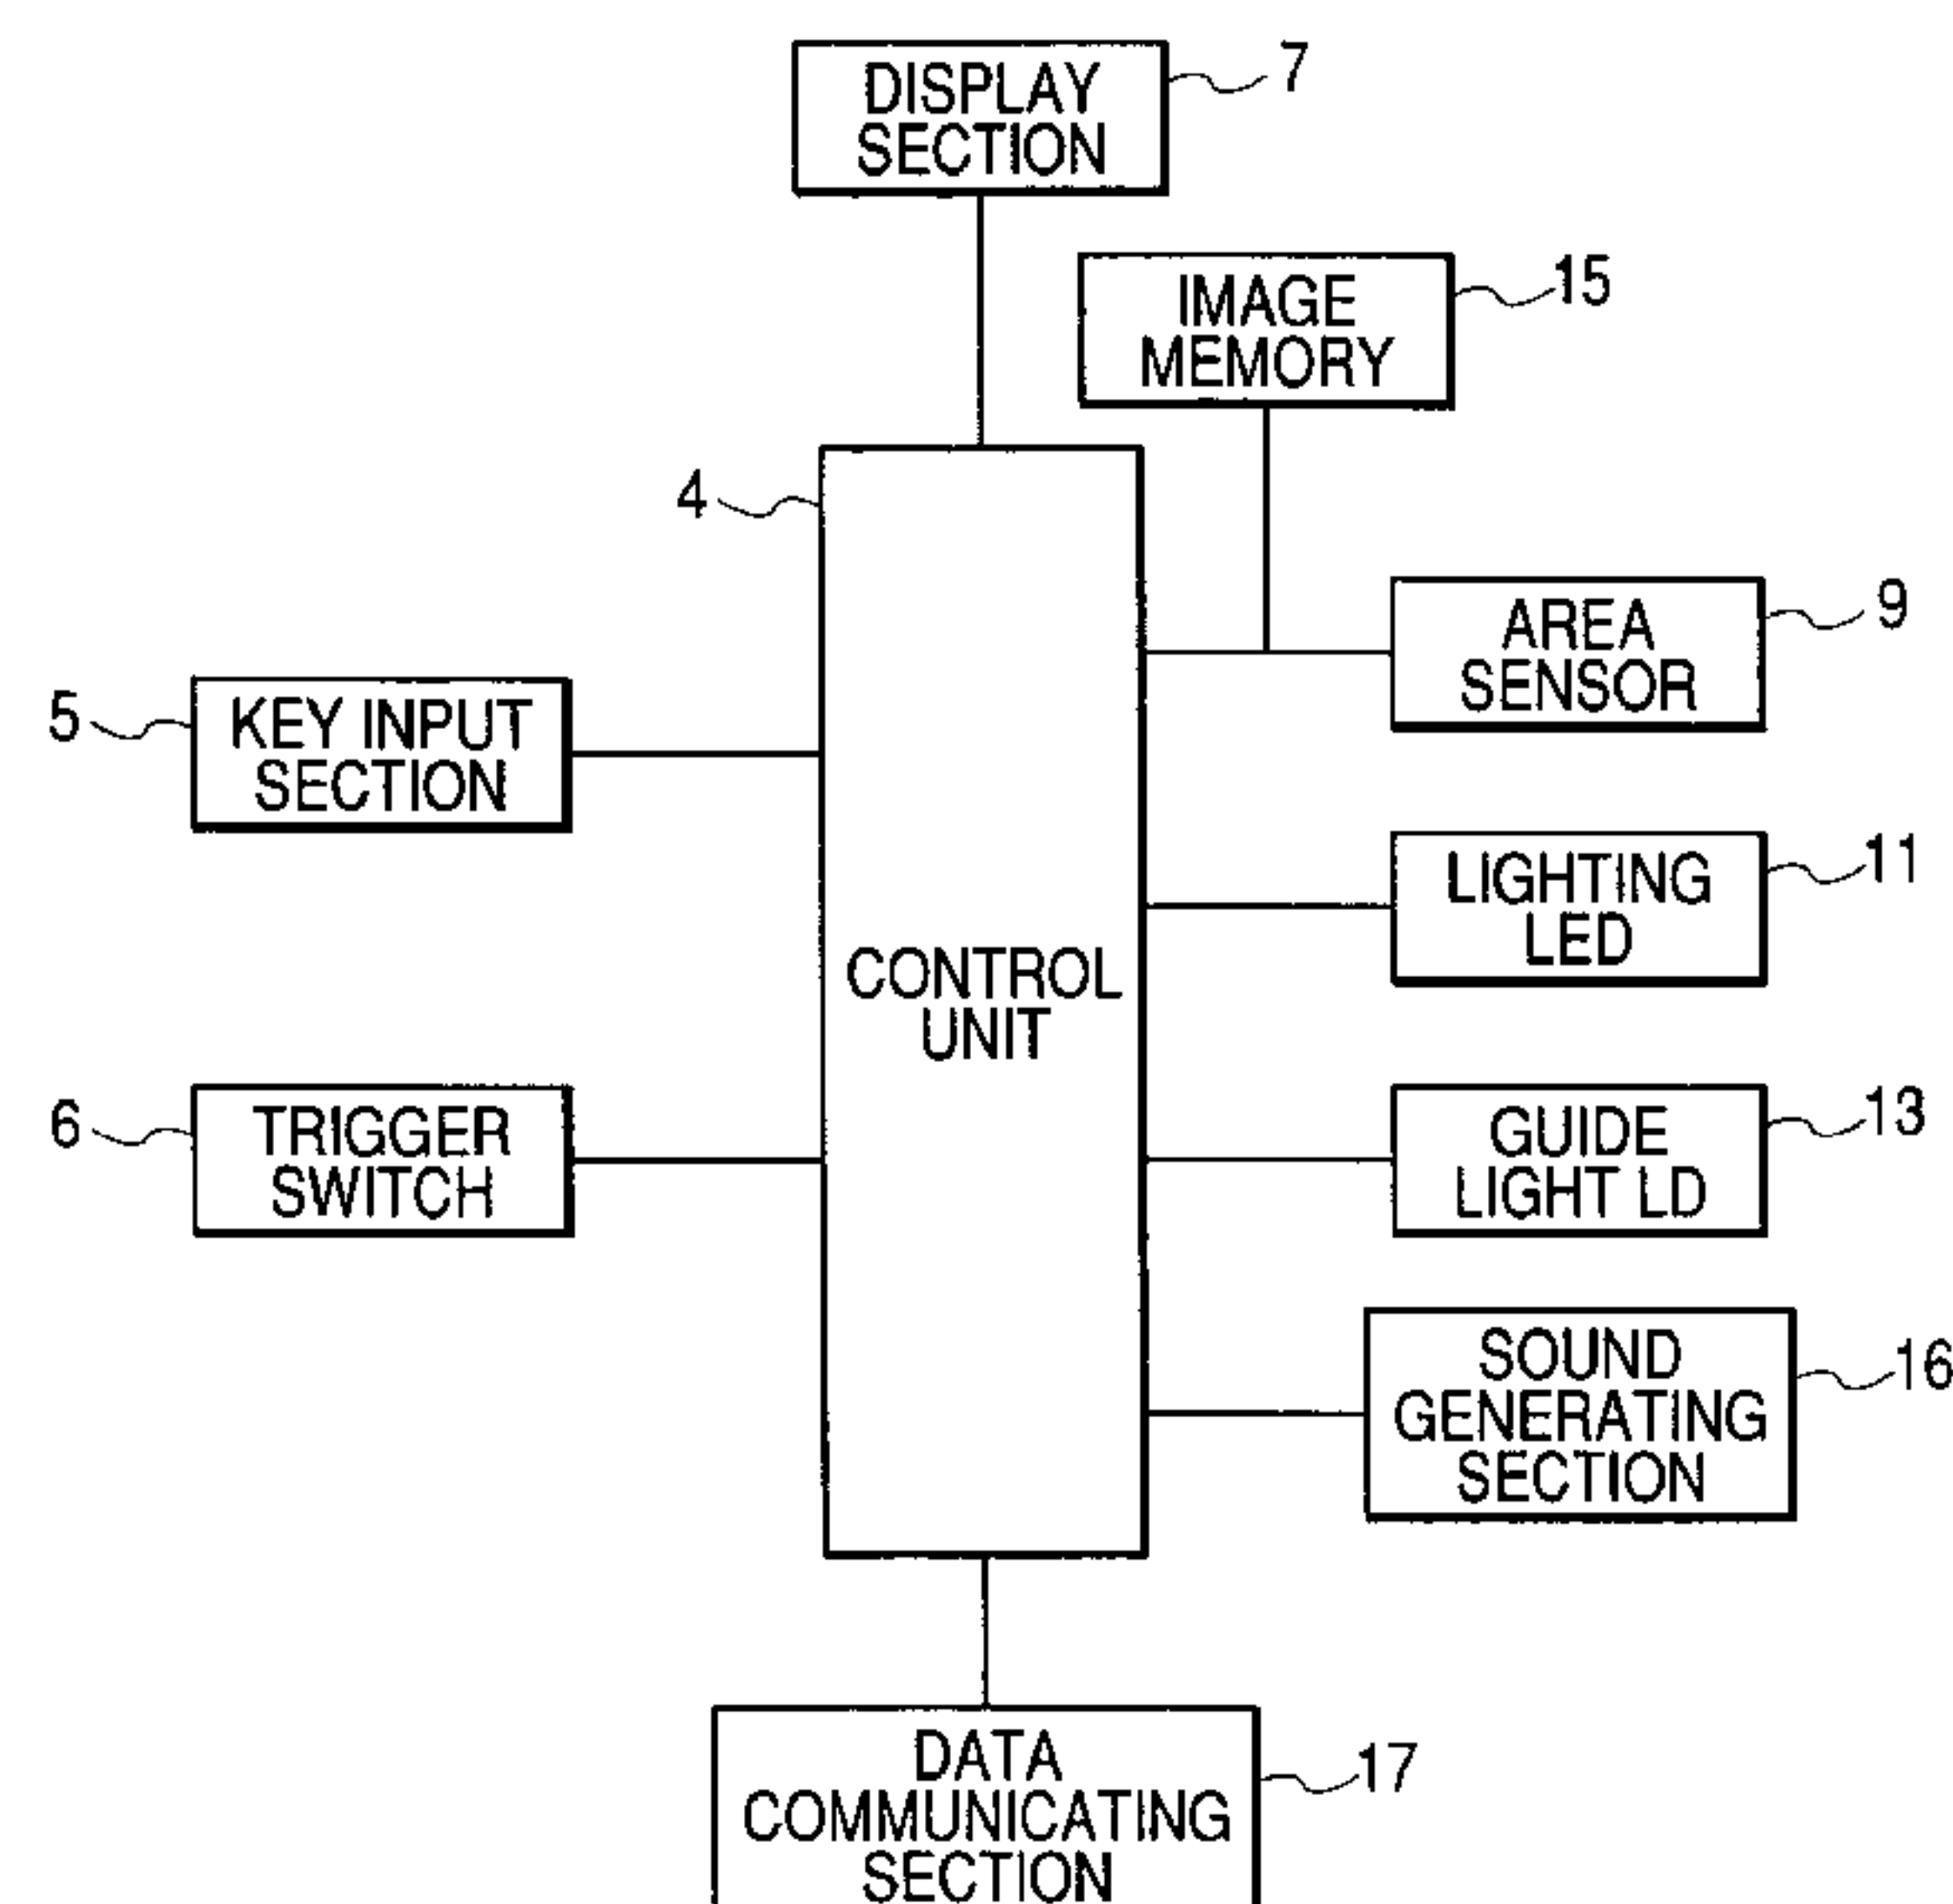 DISPLAY
SECTION
7
IMAGE
MEMORY
15
4
AREA
SENSOR
9
5
KEY INPUT
SECTION
LIGHTING
LED
11
CONTROL
UNIT
6
TRIGGER
SWITCH
GUIDE
LIGHT LD
13
SOUND
GENERATING
SECTION
16
DATA
COMMUNICATING
SECTION
17